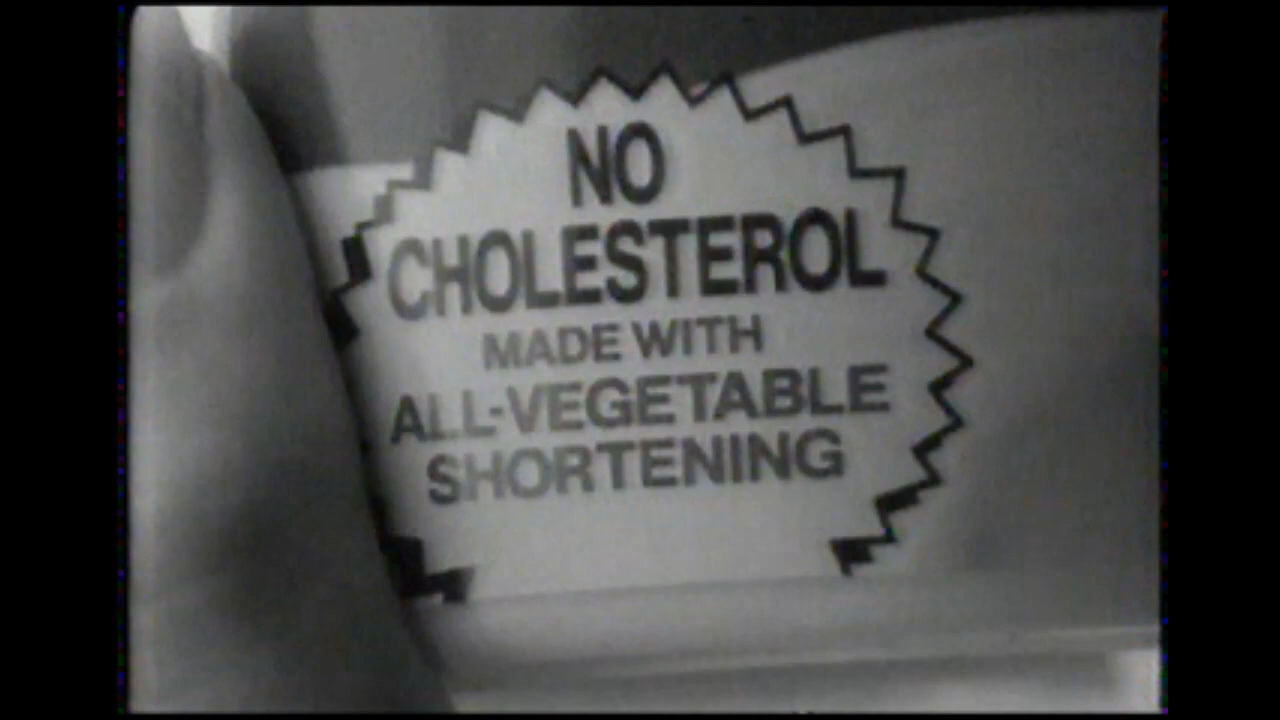 NO
CHOLESTEROL
MADE WITH
ALL-VEGETABLE
SHORTENING